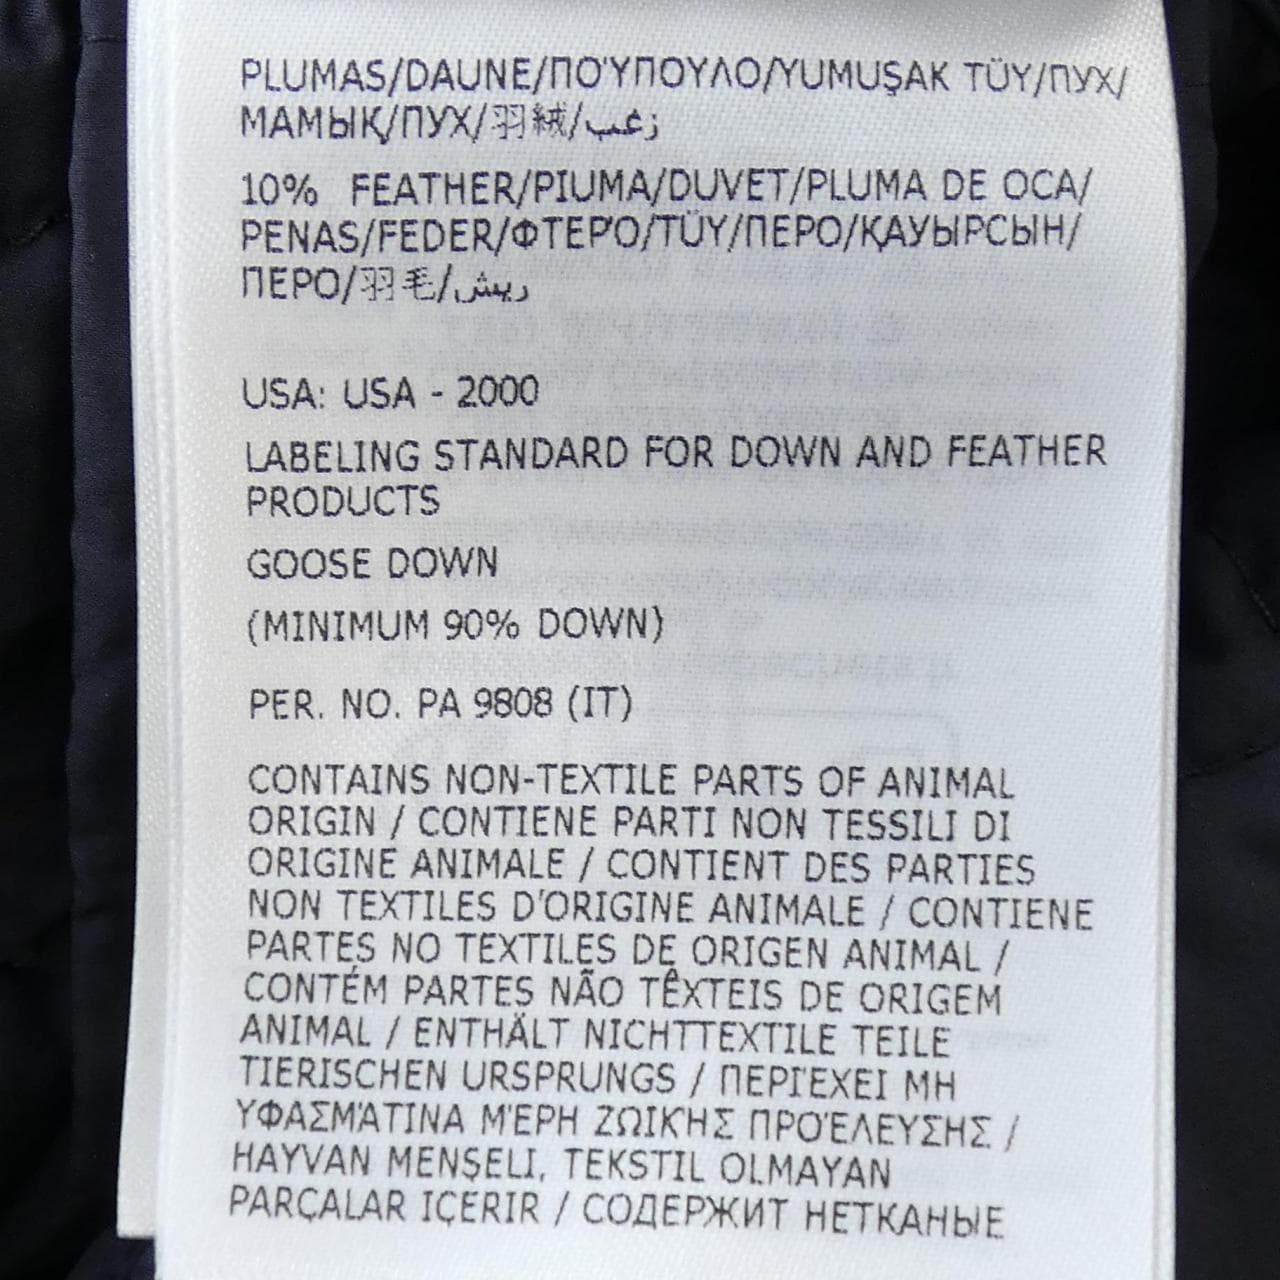 PLUMAS/DAUNE/ΠΟΎΠΟΥΛΟ/YUMUŞAK TÜY/ПУХ/
МАМЫҚ/ПУХ/羽絨/زغب
10% FEATHER/PIUMA/DUVET/PLUMA DE OCA/
PENAS/FEDER/ΦΤΕΡΌ/TÜY/ПЕРО/ҚАУЫРСЫН/
ПЕРО/羽毛/ريش
USA: USA - 2000
LABELING STANDARD FOR DOWN AND FEATHER
PRODUCTS
GOOSE DOWN
(MINIMUM 90% DOWN)
PER. NO. PA 9808 (IT)
CONTAINS NON-TEXTILE PARTS OF ANIMAL
ORIGIN / CONTIENE PARTI NON TESSILI DI
ORIGINE ANIMALE / CONTIENT DES PARTIES
NON TEXTILES D'ORIGINE ANIMALE / CONTIENE
PARTES NO TEXTILES DE ORIGEN ANIMAL /
CONTÉM PARTES NÃO TÊXTEIS DE ORIGEM
ANIMAL / ENTHÄLT NICHTTEXTILE TEILE
TIERISCHEN URSPRUNGS / ΠΕΡΙΈΧΕΙ ΜΗ
ΥΦΑΣΜΆΤΙΝΑ ΜΈΡΗ ΖΩΙΚΉΣ ΠΡΟΈΛΕΥΣΗΣ /
HAYVAN MENŞELI, TEKSTIL OLMAYAN
PARÇALAR IÇERIR / СОДЕРЖИТ НЕТКАНЫЕ